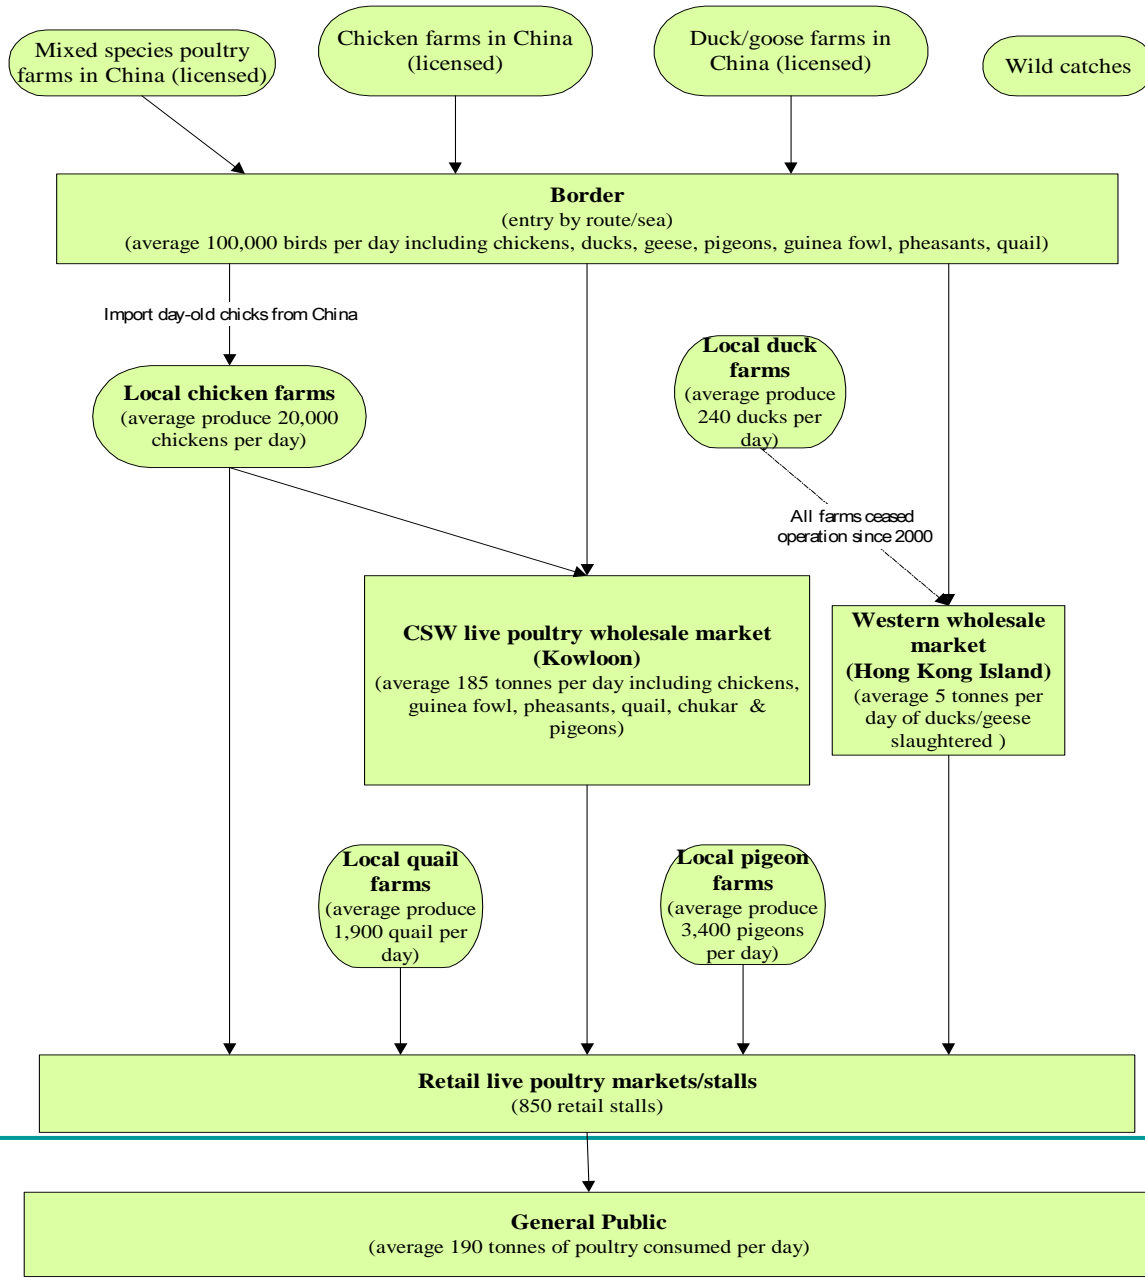 Mixed species poultry
farms in China (licensed)
Chicken farms in China
(licensed)
Duck/goose farms in
China (licensed)
Wild catches
Border
(entry by route/sea)
(average 100,000 birds per day including chickens, ducks, geese, pigeons, guinea fowl, pheasants, quail)
Import day-old chicks from China
Local chicken farms
(average produce 20,000
chickens per day)
Local duck
farms
(average produce
240 ducks per
day)
All farms ceased
operation since 2000
CSW live poultry wholesale market
(Kowloon)
(average 185 tonnes per day including chickens,
guinea fowl, pheasants, quail, chukar &
pigeons)
Western wholesale
market
(Hong Kong Island)
(average 5 tonnes per
day of ducks/geese
slaughtered )
Local quail
farms
(average produce
1,900 quail per
day)
Local pigeon
farms
(average produce
3,400 pigeons
per day)
Retail live poultry markets/stalls
(850 retail stalls)
General Public
(average 190 tonnes of poultry consumed per day)